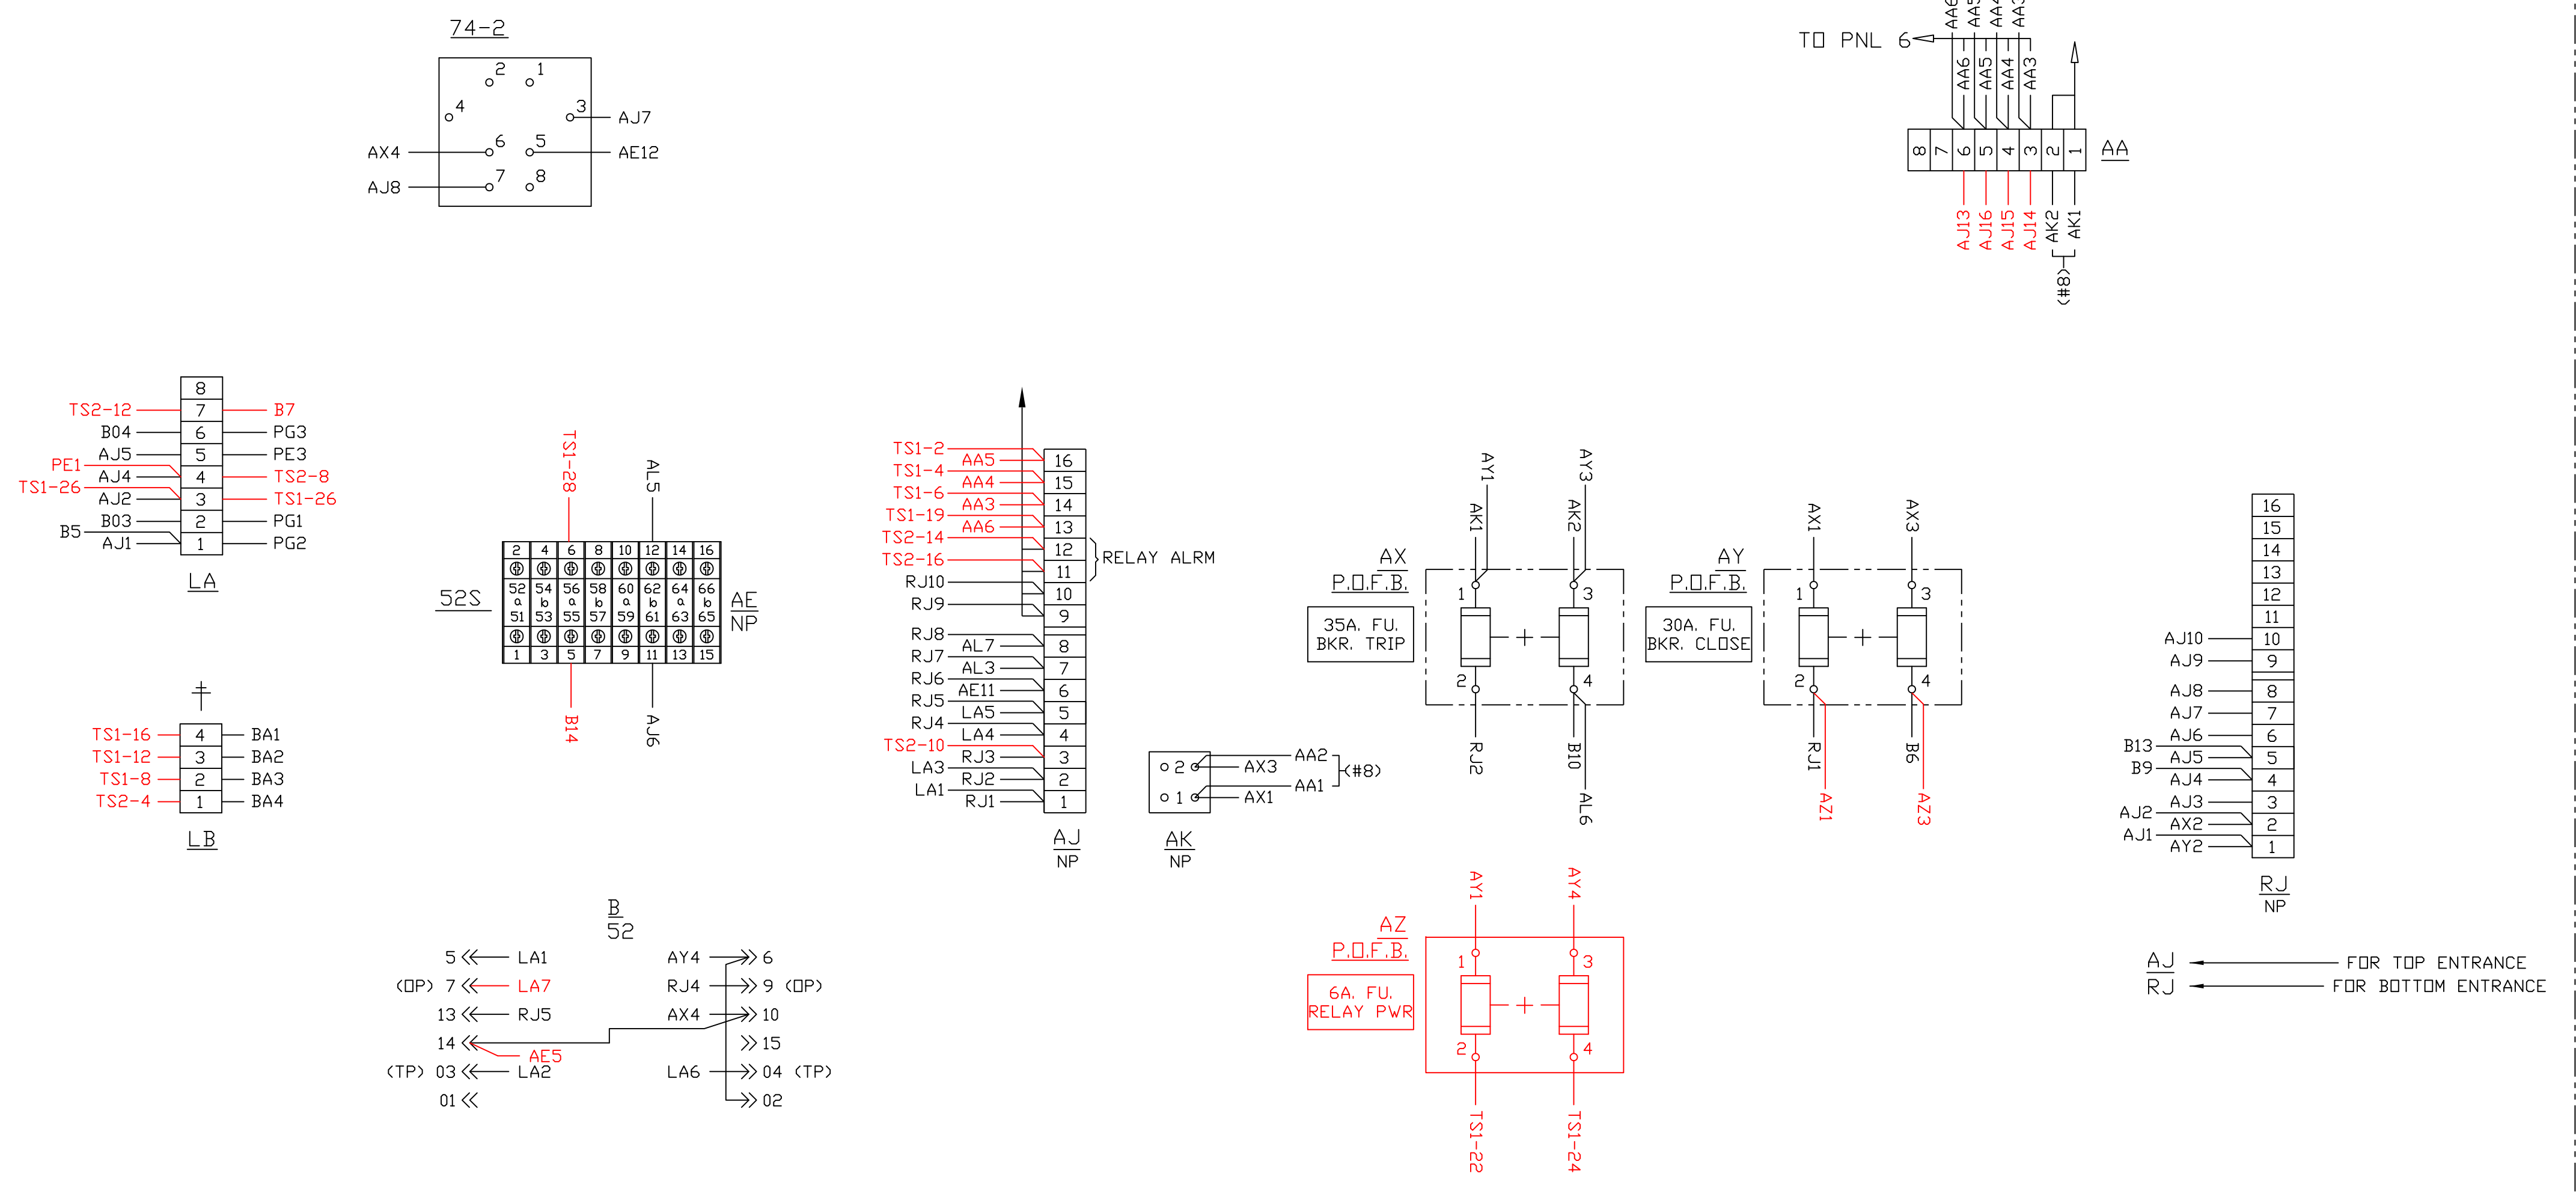 74-2
2 1
4 3 AJ7
AX4 6 5 AE12
AJ8 7 8
AA6 AA5 AA4 AA3
TO PNL 6
AA6 AA5 AA4 AA3
8 7 6 5 4 3 2 1 AA
AJ13 AJ16 AJ15 AJ14 AK2 AK1
(#8)
8
TS2-12 7 B7
B04 6 PG3
AJ5 5 PE3
PE1
AJ4 4 TS2-8
TS1-26
AJ2 3 TS1-26
B03 2 PG1
B5
AJ1 1 PG2
LA
TS1-16 4 BA1
TS1-12 3 BA2
TS1-8 2 BA3
TS2-4 1 BA4
LB
TS1-28 AL5
2 4 6 8 10 12 14 16
52 54 56 58 60 62 64 66
a b a b a b a b
51 53 55 57 59 61 63 65
1 3 5 7 9 11 13 15
52S
AE
NP
B14 AJ6
B
52
5 LA1 AY4 6
(OP) 7 LA7 RJ4 9 (OP)
13 RJ5 AX4 10
14 15
AE5
(TP) 03 LA2 LA6 04 (TP)
01 02
TS1-2
AA5 16
TS1-4
AA4 15
TS1-6
AA3 14
TS1-19
AA6 13
TS2-14
12
TS2-16
11
RELAY ALRM
RJ10
10
RJ9
9
RJ8
AL7 8
RJ7
AL3 7
RJ6
AE11 6
RJ5
LA5 5
RJ4
LA4 4
TS2-10
RJ3 3
LA3
RJ2 2
LA1
RJ1 1
AJ
NP
AA2
2 AX3
(#8)
AA1
1 AX1
AK
NP
AY1 AY3
AK1 AK2
AX
P.O.F.B.
1 3
35A. FU.
BKR. TRIP
2 4
RJ2 B10
AL6
AX1 AX3
AY
P.O.F.B.
1 3
30A. FU.
BKR. CLOSE
2 4
RJ1 B6
AZ1 AZ3
AY1 AY4
AZ
P.O.F.B.
1 3
6A. FU.
RELAY PWR
2 4
TS1-22 TS1-24
16
15
14
13
12
11
AJ10 10
AJ9 9
AJ8 8
AJ7 7
AJ6 6
B13
AJ5 5
B9
AJ4 4
AJ3 3
AJ2
AX2 2
AJ1
AY2 1
RJ
NP
AJ FOR TOP ENTRANCE
RJ FOR BOTTOM ENTRANCE